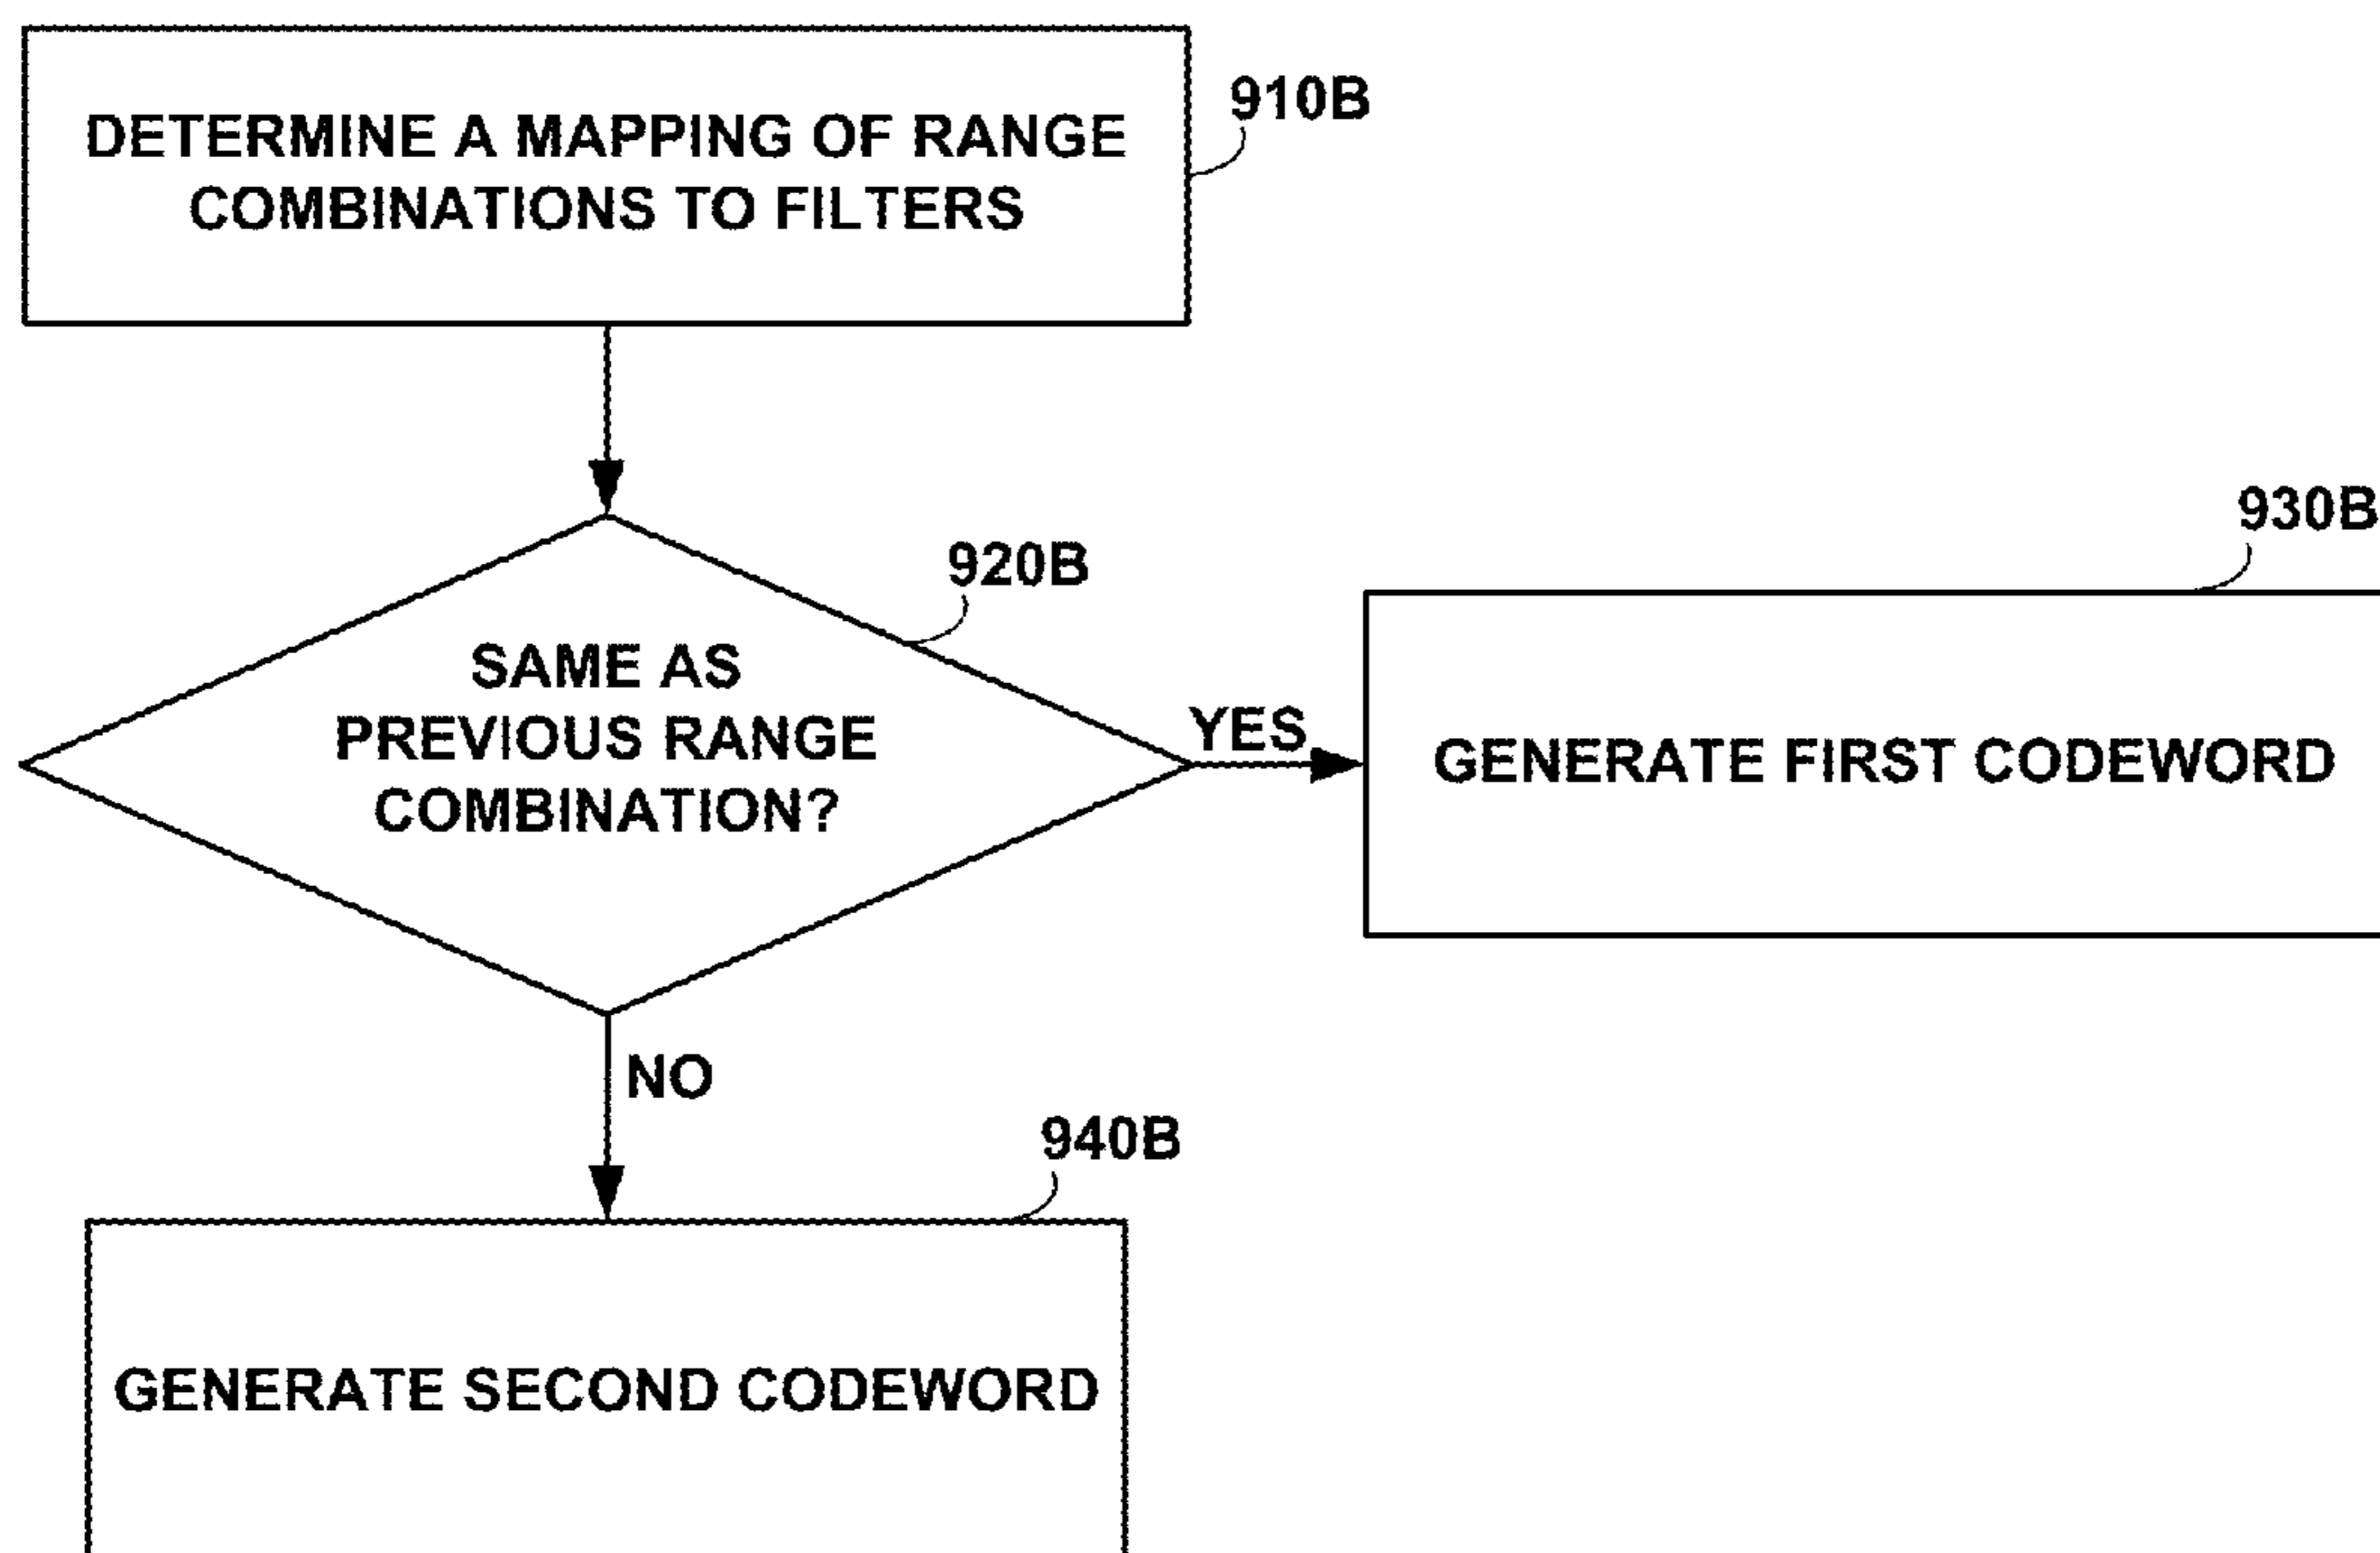 DETERMINE A MAPPING OF RANGE
COMBINATIONS TO FILTERS
910B
920B
SAME AS
PREVIOUS RANGE
COMBINATION?
YES
930B
GENERATE FIRST CODEWORD
NO
940B
GENERATE SECOND CODEWORD